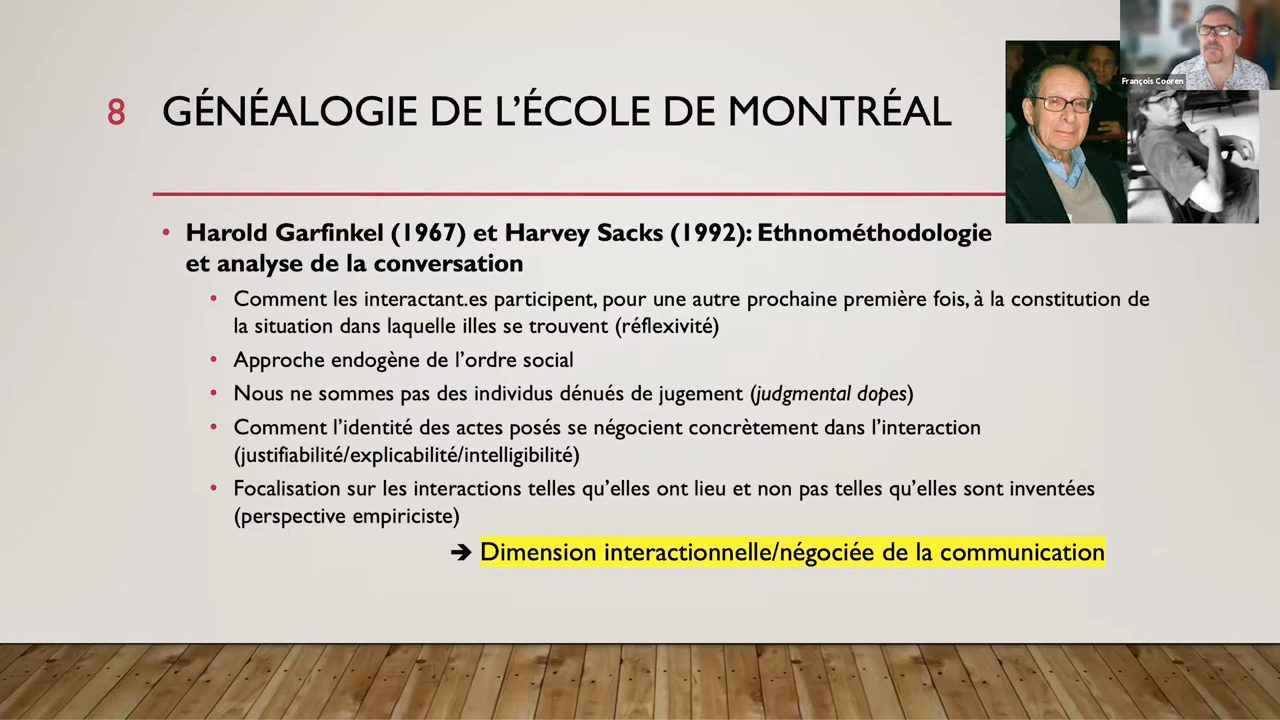 François Cooren
8 GÉNÉALOGIE DE L'ÉCOLE DE MONTRÉAL
• Harold Garfinkel (1967) et Harvey Sacks (1992): Ethnométhodologie
et analyse de la conversation
• Comment les interactant.es participent, pour une autre prochaine première fois, à la constitution de
la situation dans laquelle illes se trouvent (réflexivité)
• Approche endogène de l'ordre social
• Nous ne sommes pas des individus dénués de jugement (judgmental dopes)
• Comment l'identité des actes posés se négocient concrètement dans l'interaction
(justifiabilité/explicabilité/intelligibilité)
• Focalisation sur les interactions telles qu'elles ont lieu et non pas telles qu'elles sont inventées
(perspective empiriciste)
➔ Dimension interactionnelle/négociée de la communication